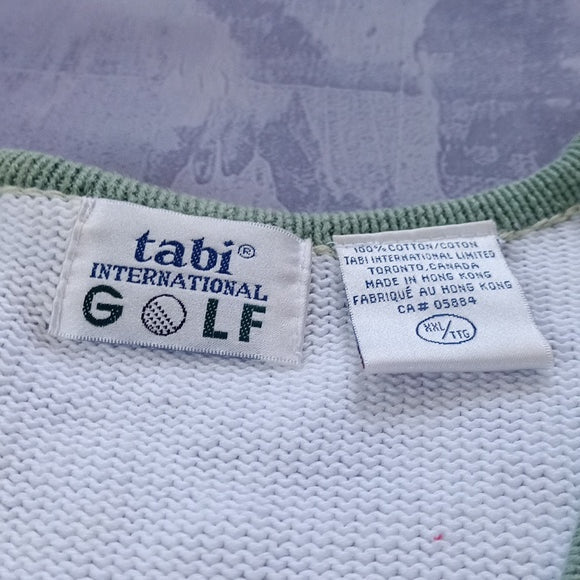 tabi®
INTERNATIONAL
G LF
100% COTTON/COTON
TABI INTERNATIONAL LIMITED
TORONTO, CANADA
MADE IN HONG KONG
FABRIQUÉ AU HONG KONG
CA# 05884
XXL/TTG